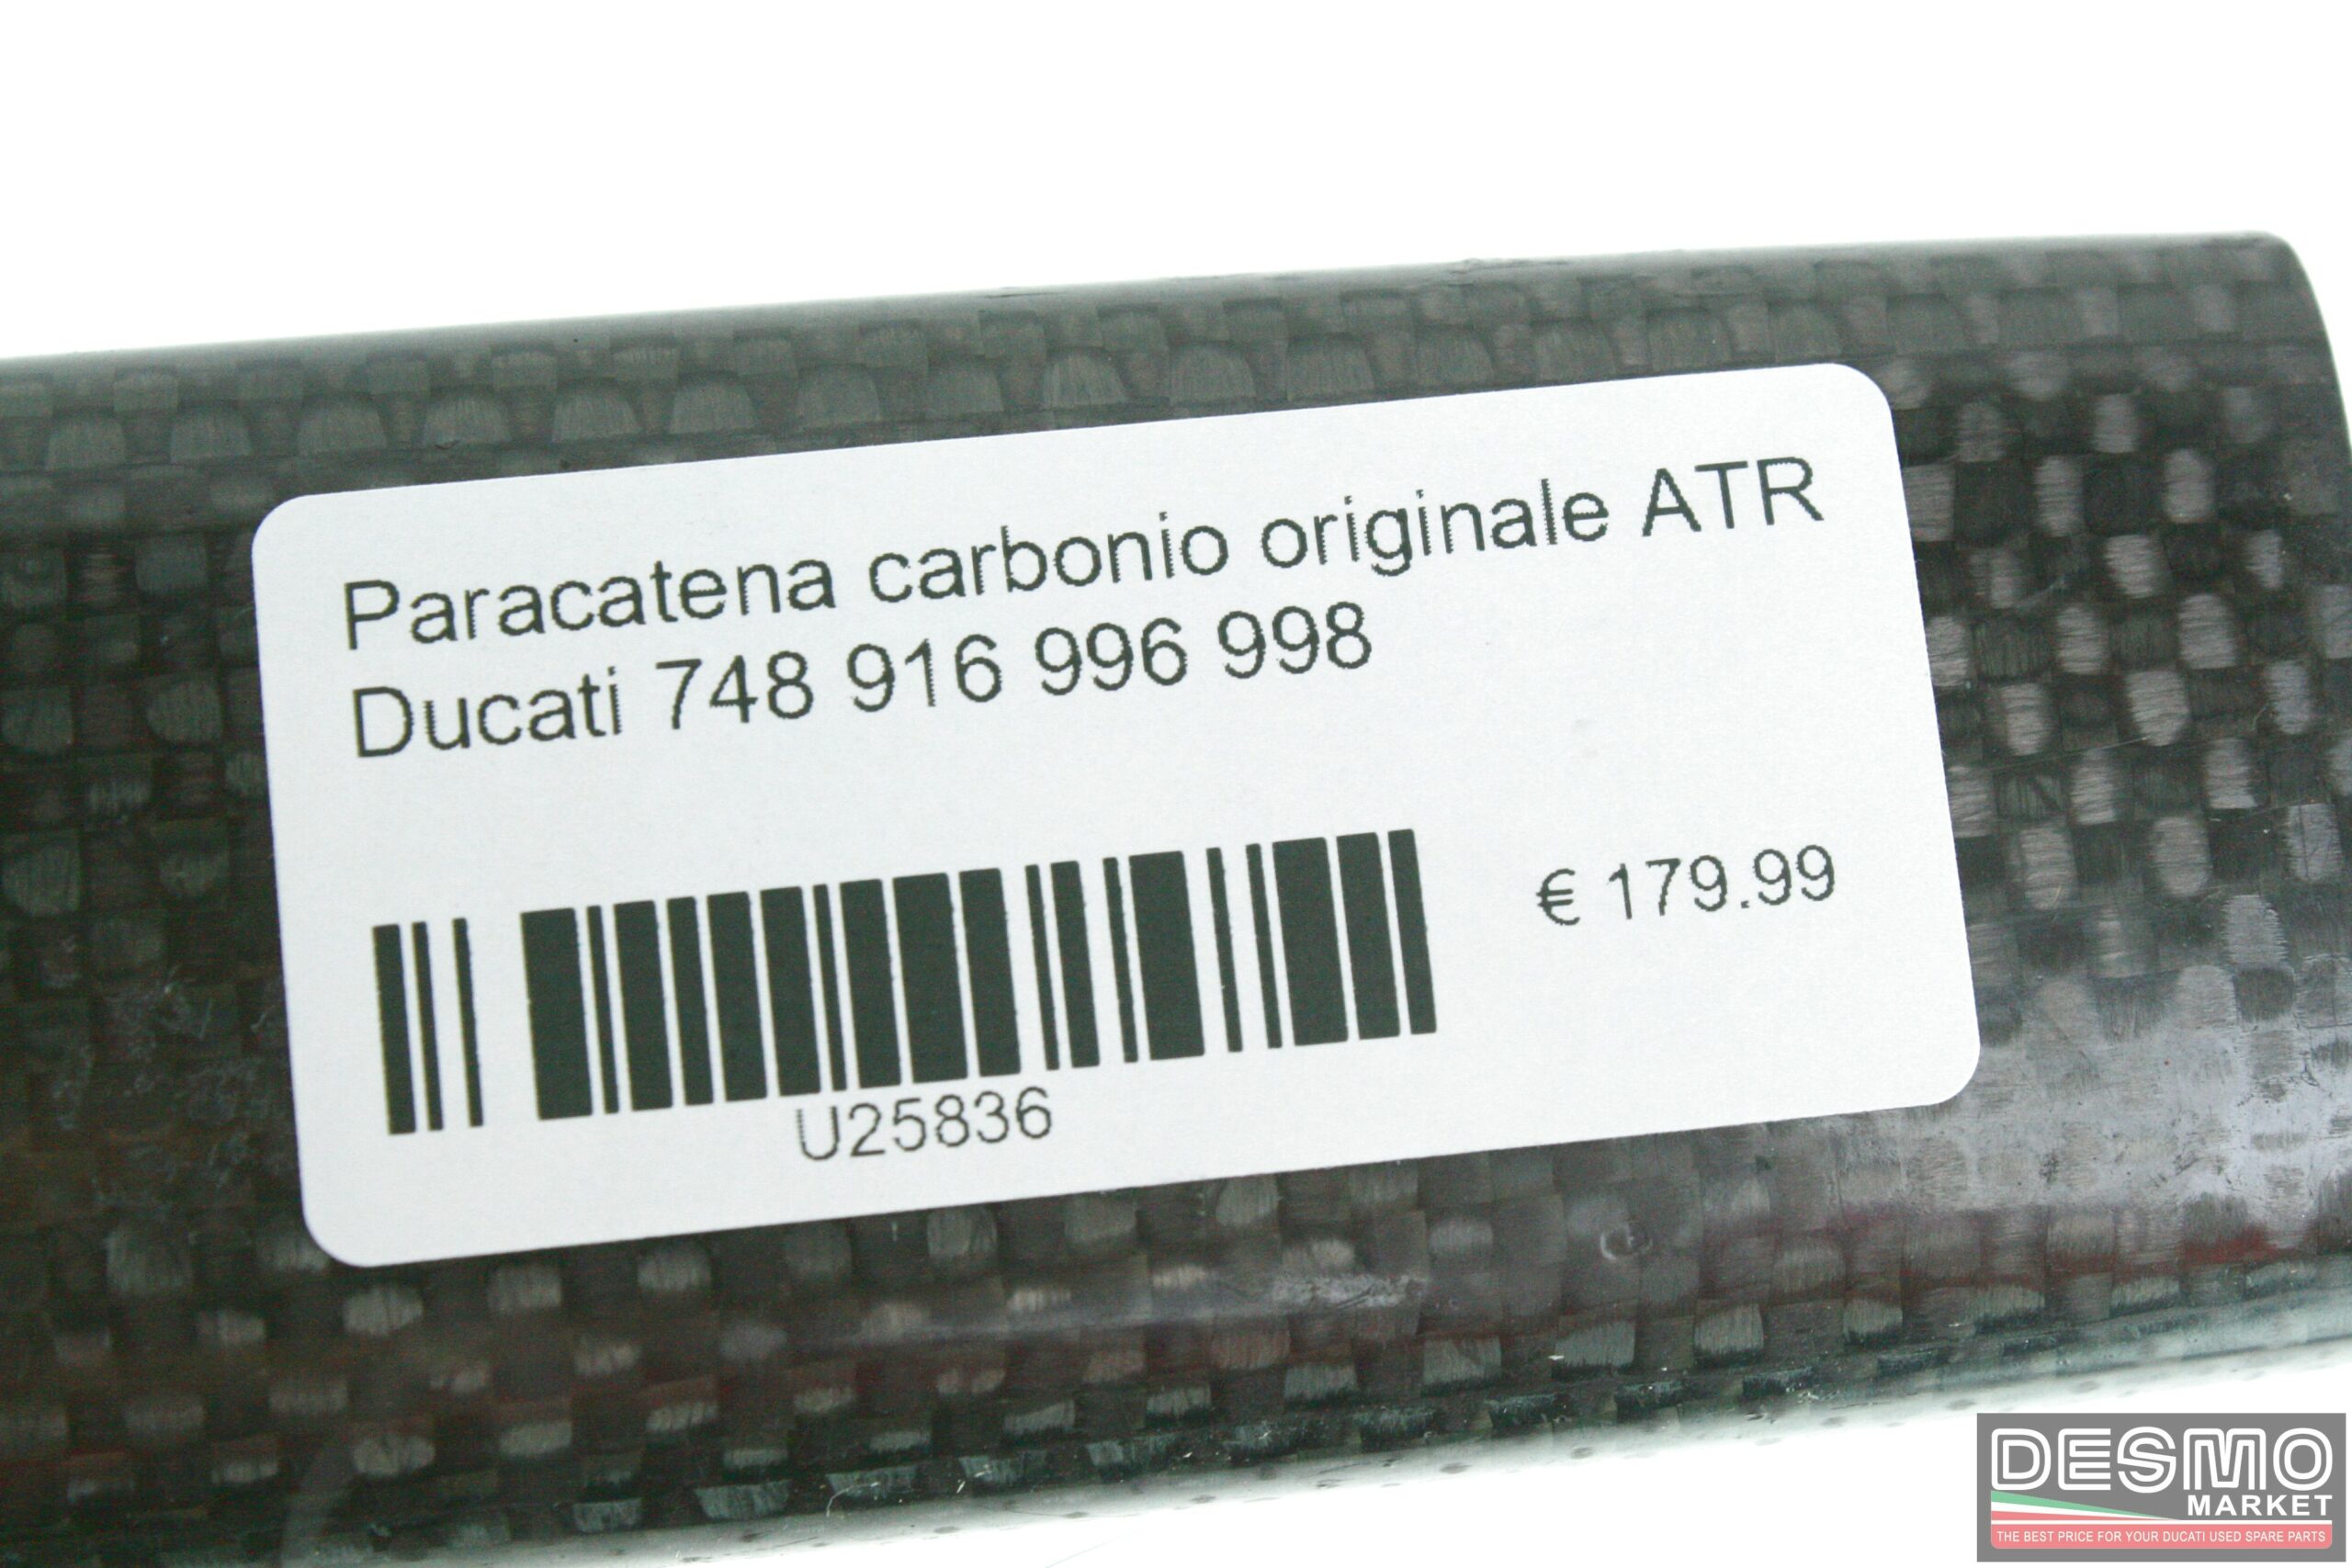 Paracatena carbonio originale ATR
Ducati 748 916 996 998
€ 179.99
U25836
DESMO
MARKET
THE BEST PRICE FOR YOUR DUCATI USED SPARE PARTS